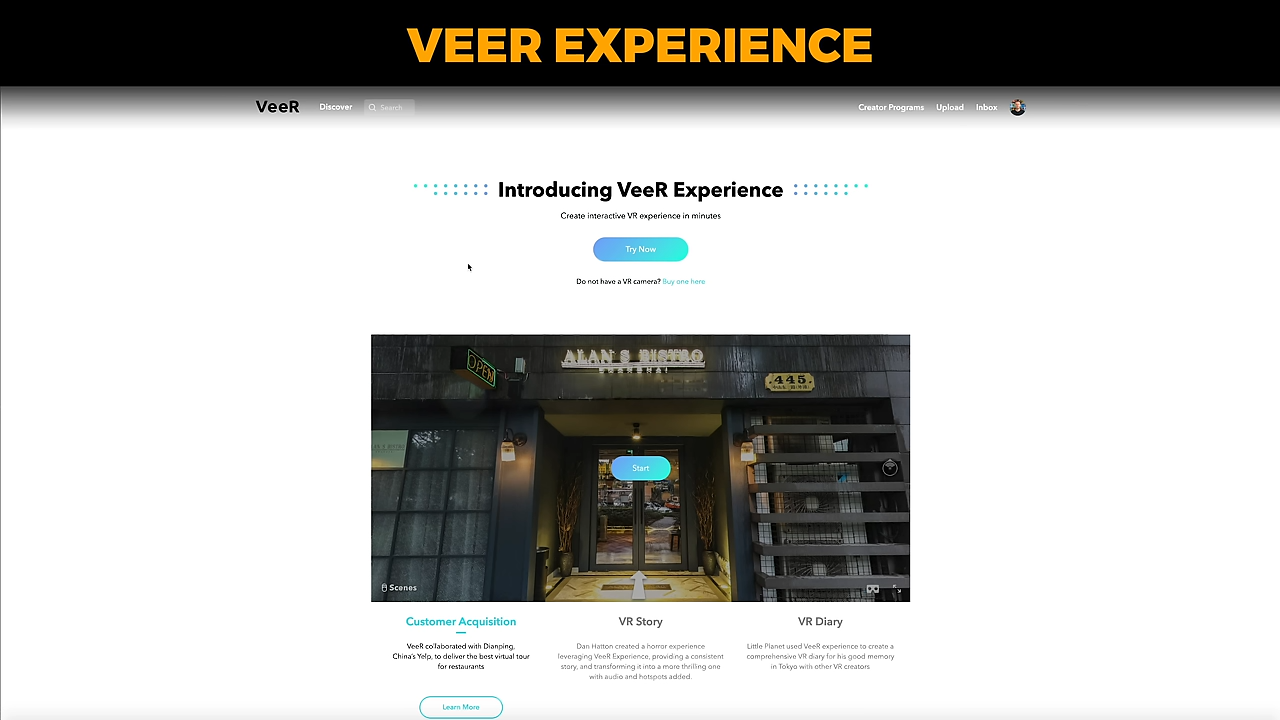 VEER EXPERIENCE
VeeR
Discover
Search
Creator Programs
Upload
Inbox
Introducing VeeR Experience
Create interactive VR experience in minutes
Try Now
Do not have a VR camera? Buy one here
ALAN'S BISTRO
SHANGHAI
OPEN
445
Start
Scenes
Customer Acquisition
VeeR collaborated with Dianping,
China's Yelp, to deliver the best virtual tour
for restaurants
Learn More
VR Story
Dan Hatton created a horror experience
leveraging VeeR Experience, providing a consistent
story, and transforming it into a more thrilling one
with audio and hotspots added.
VR Diary
Little Planet used VeeR experience to create a
comprehensive VR diary for his good memory
in Tokyo with other VR creators